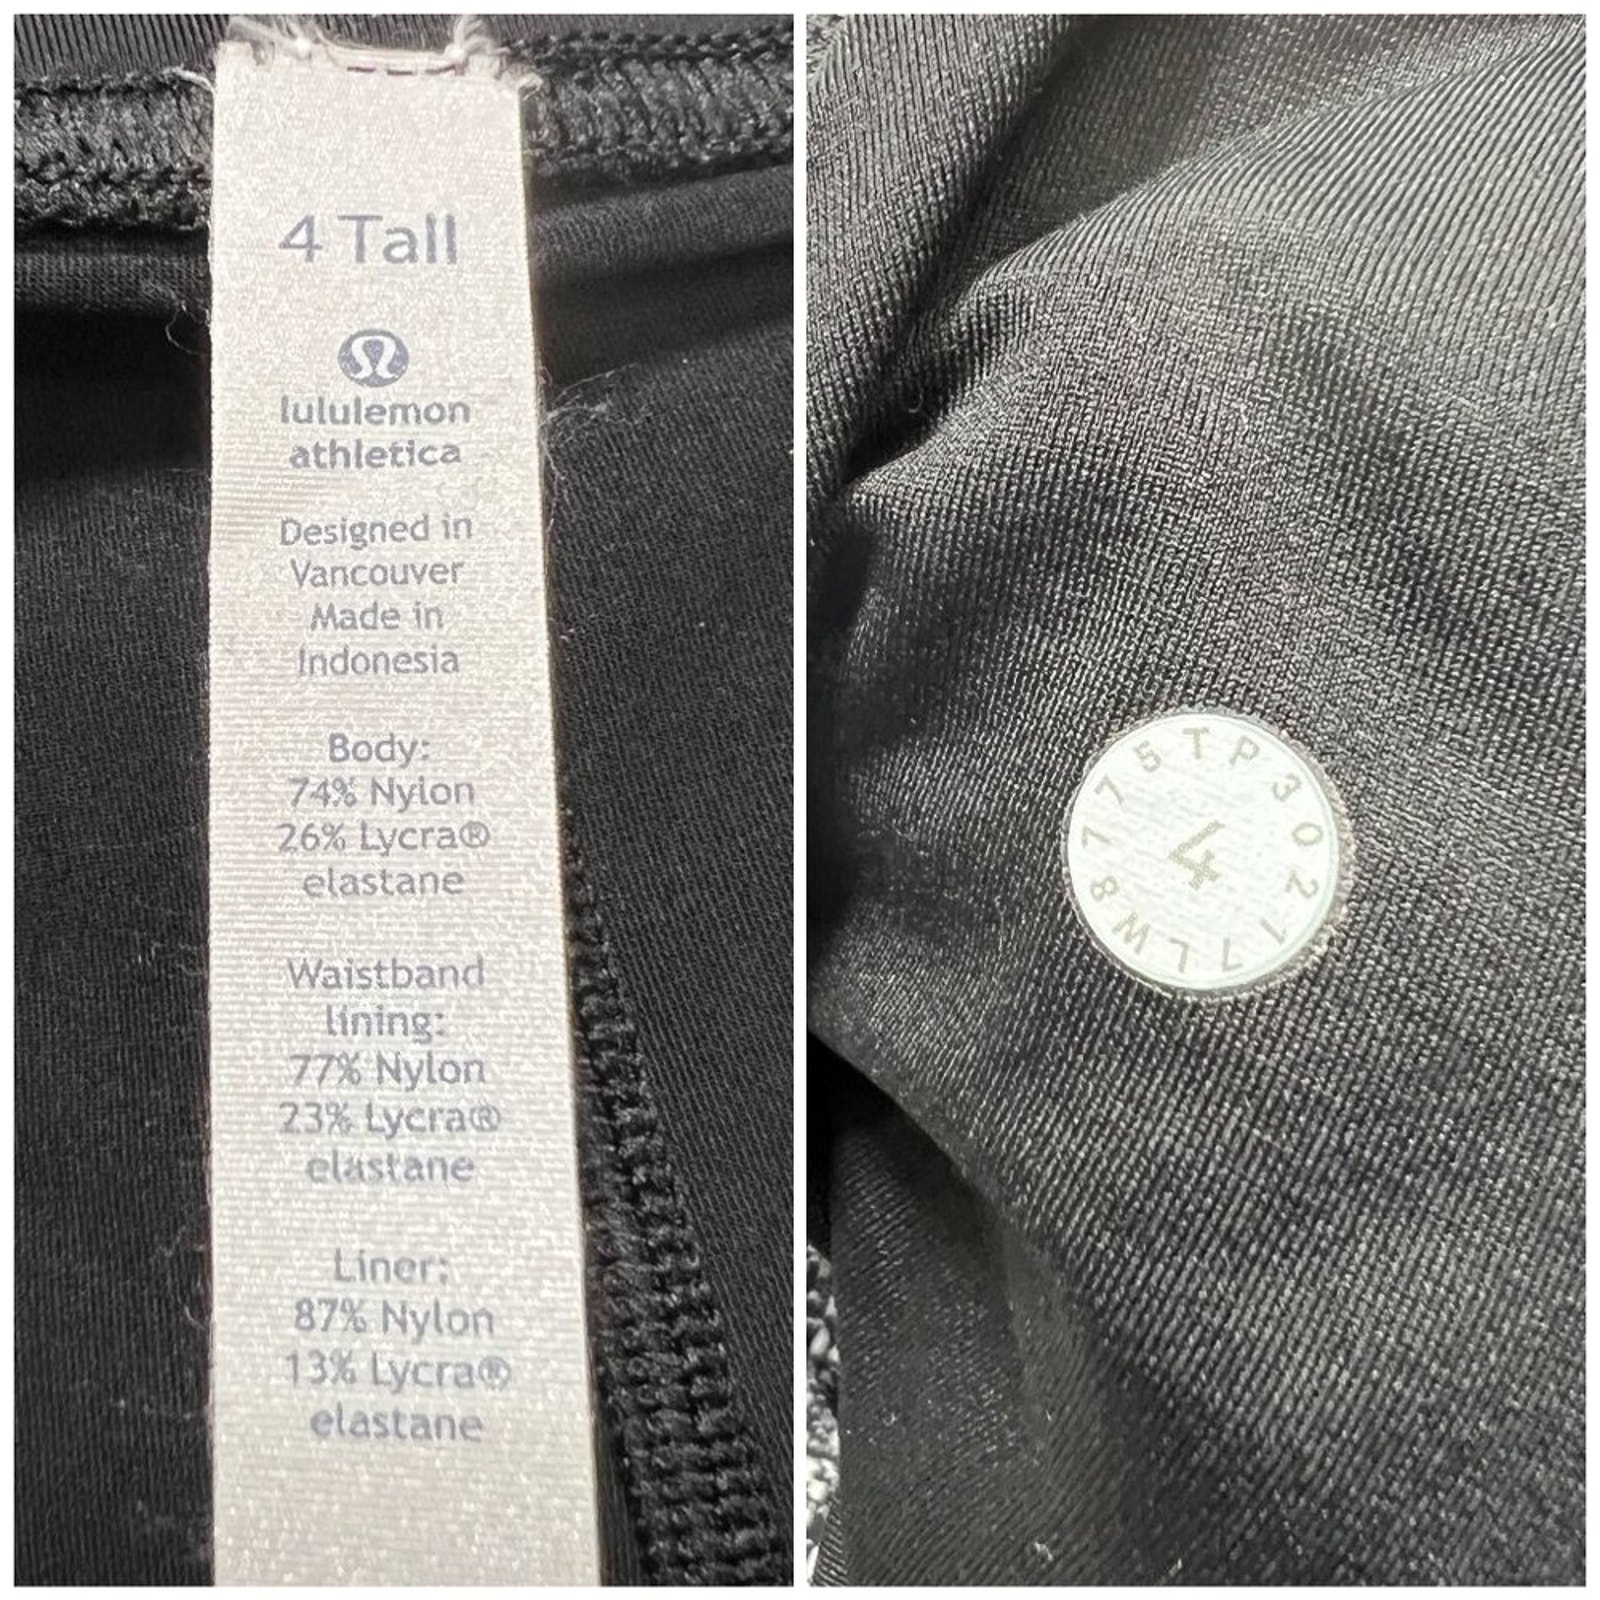 4 Tall
lululemon
athletica
Designed in
Vancouver
Made in
Indonesia
Body:
74% Nylon
26% Lycra®
elastane
Waistband
lining:
77% Nylon
23% Lycra®
elastane
Liner:
87% Nylon
13% Lycra®
elastane
LW8775TP30217
4